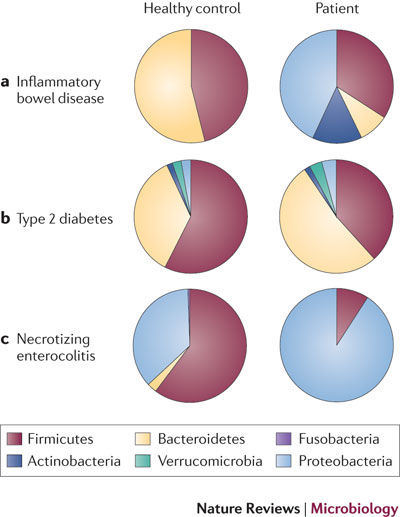 Healthy control Patient
a Inflammatory
bowel disease
b Type 2 diabetes
c Necrotizing
enterocolitis
Firmicutes Bacteroidetes Fusobacteria
Actinobacteria Verrucomicrobia Proteobacteria
Nature Reviews | Microbiology